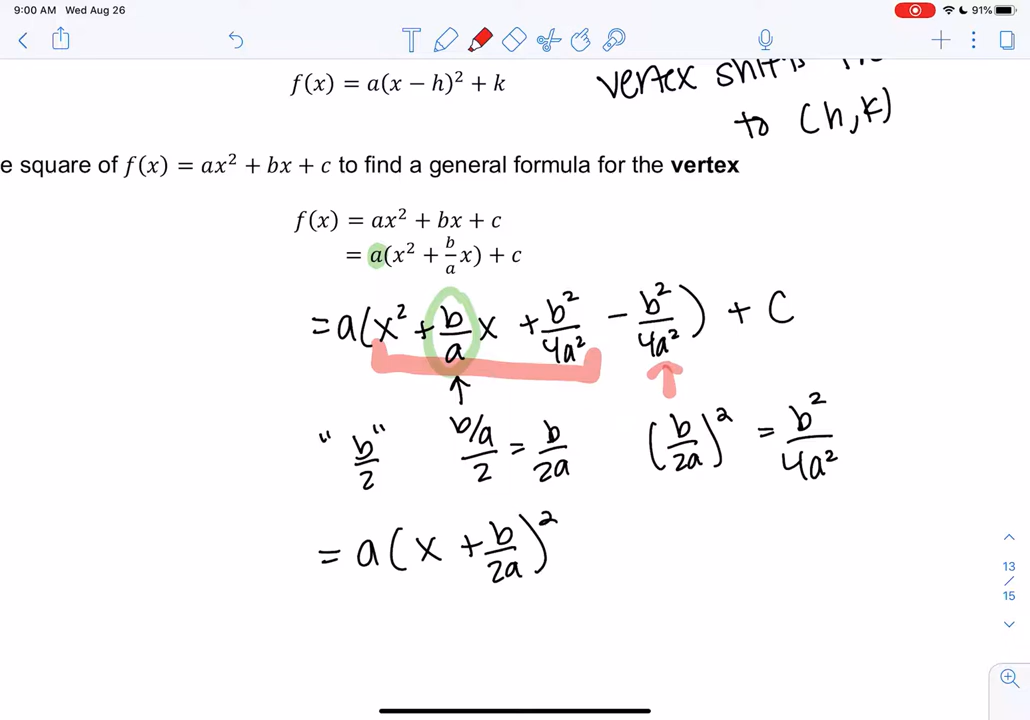 9:00 AM Wed Aug 26
91%
f(x) = a(x − h)² + k
vertex shifts
to (h,k)
e square of f(x) = ax² + bx + c to find a general formula for the vertex
f(x) = ax² + bx + c
= a(x² + b/a x) + c
= a(x² + b/a x + b²/4a² − b²/4a²) + C
"b/2" (b/a)/2 = b/2a (b/2a)² = b²/4a²
= a(x + b/2a)²
13
/
15